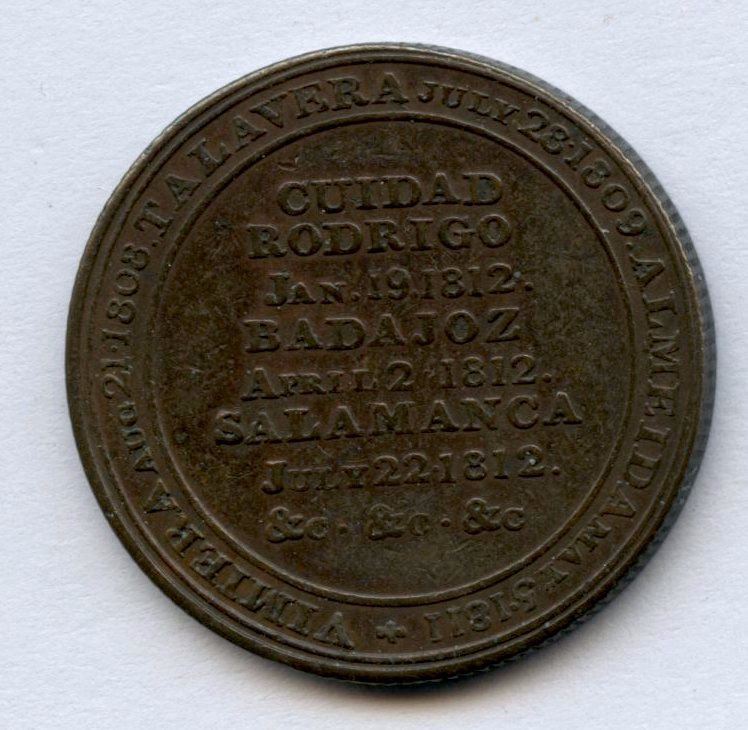 VIMIERA AUG 21·1808. TALAVERA JULY 28·1809. ALMEIDA MAY 5·1811
CUIDAD
RODRIGO
JAN. 19 1812.
BADAJOZ
APRIL 2 1812.
SALAMANCA
JULY 22·1812.
&c · &c · &c